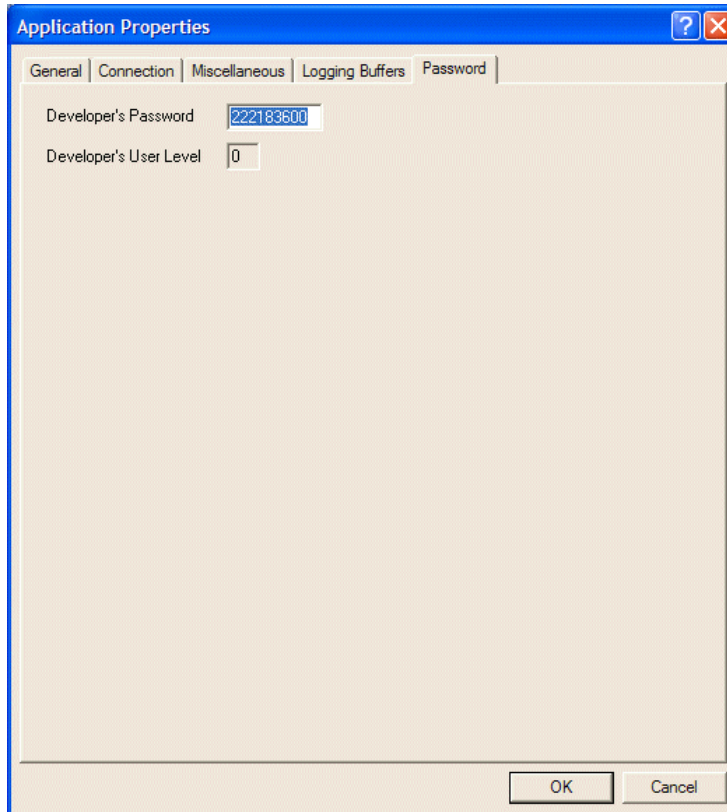 Application Properties
General Connection Miscellaneous Logging Buffers Password
Developer's Password 222183600
Developer's User Level 0
OK Cancel